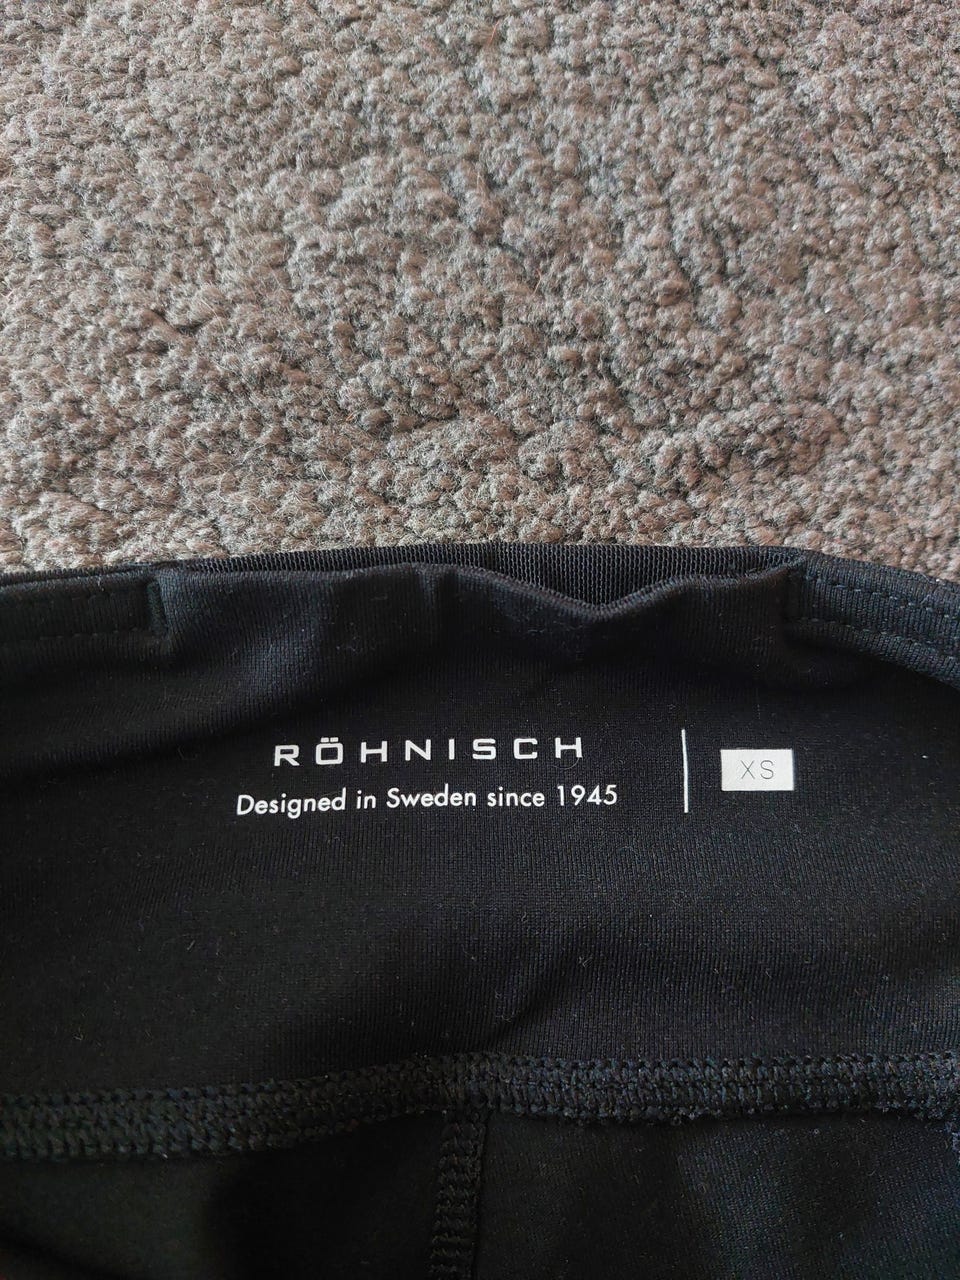 RÖHNISCH
Designed in Sweden since 1945
XS